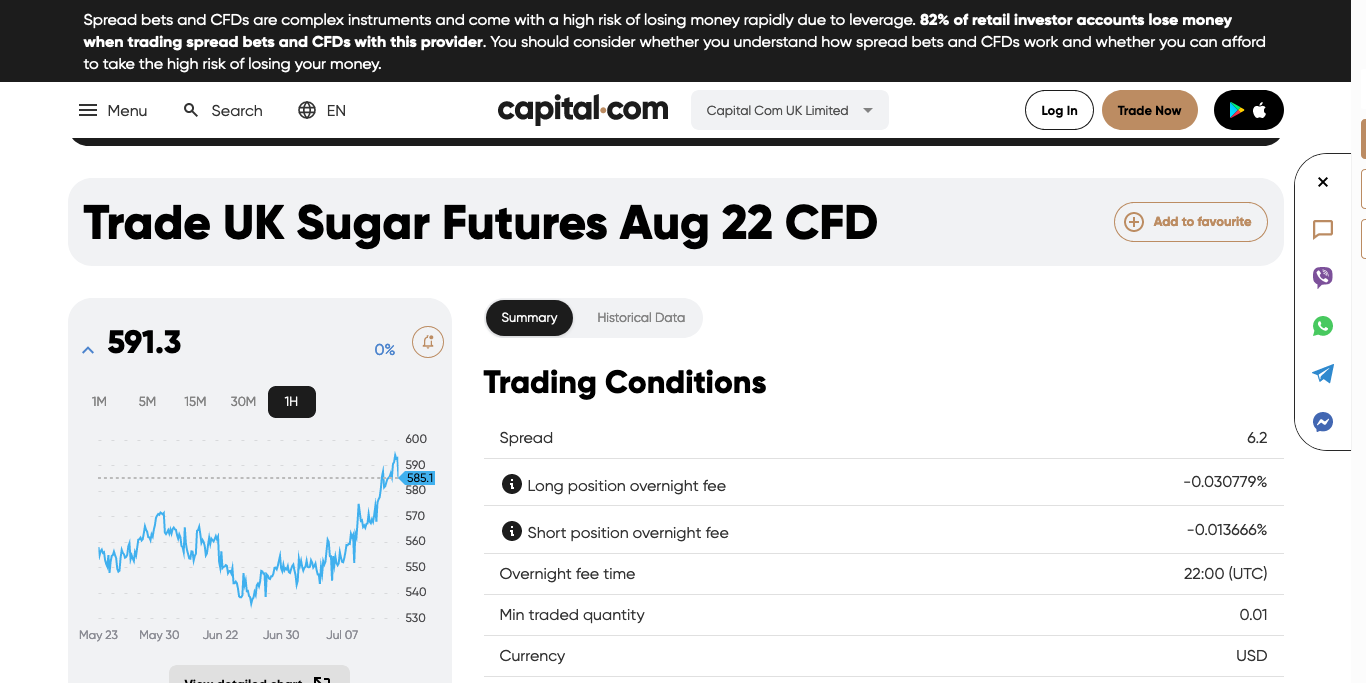 Spread bets and CFDs are complex instruments and come with a high risk of losing money rapidly due to leverage. 82% of retail investor accounts lose money
when trading spread bets and CFDs with this provider. You should consider whether you understand how spread bets and CFDs work and whether you can afford
to take the high risk of losing your money.
Menu Search EN capital.com Capital Com UK Limited Log In Trade Now
Trade UK Sugar Futures Aug 22 CFD Add to favourite
591.3 0%
1M 5M 15M 30M 1H
600
590
585.1
580
570
560
550
540
530
May 23 May 30 Jun 22 Jun 30 Jul 07
View detailed chart
Summary Historical Data
Trading Conditions
Spread 6.2
Long position overnight fee -0.030779%
Short position overnight fee -0.013666%
Overnight fee time 22:00 (UTC)
Min traded quantity 0.01
Currency USD